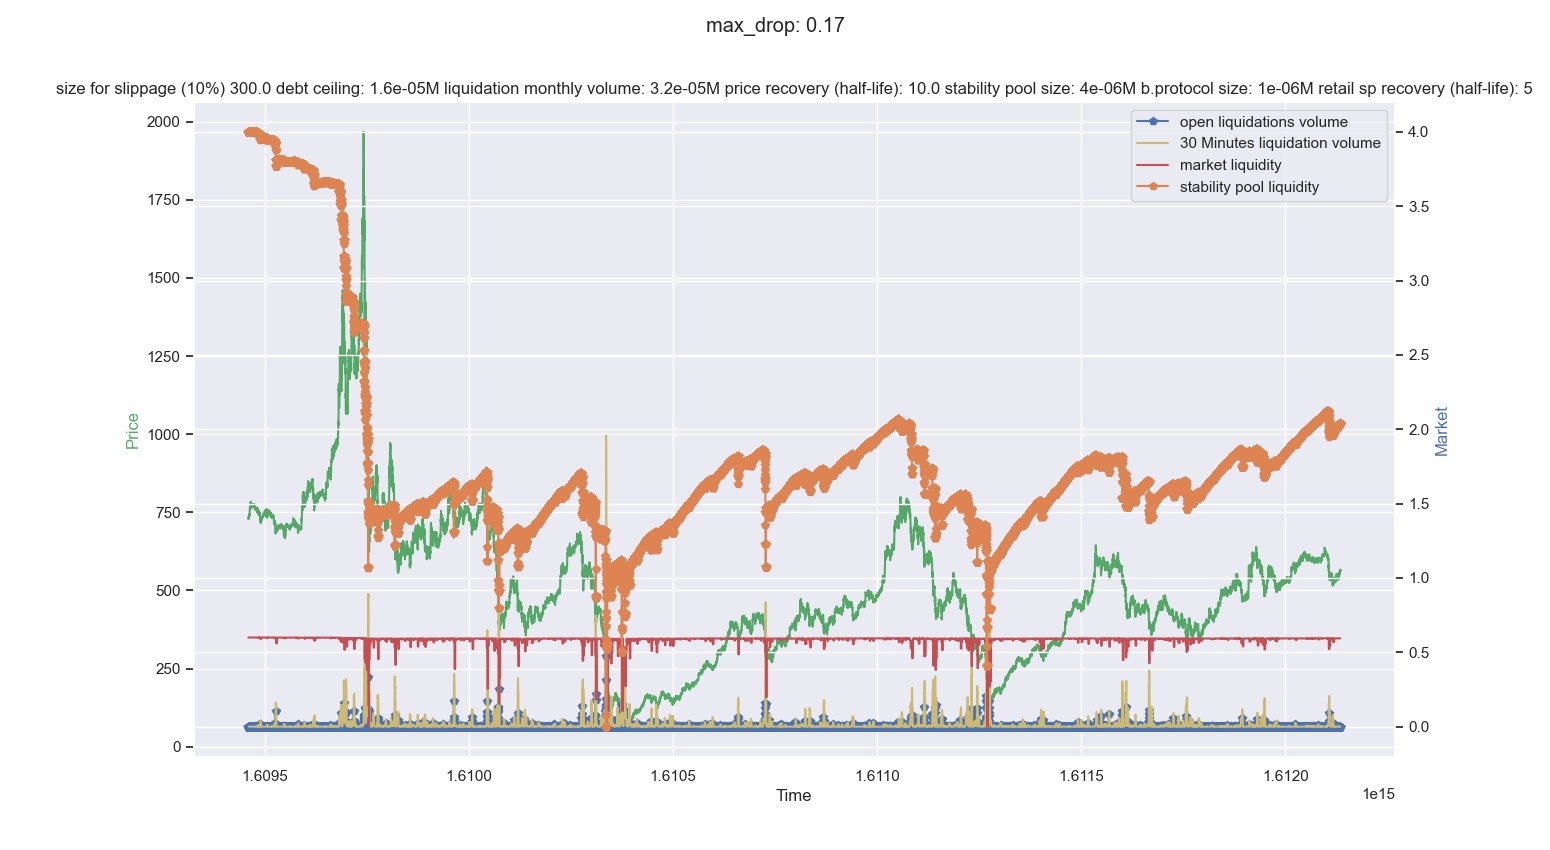 max_drop: 0.17
size for slippage (10%) 300.0 debt ceiling: 1.6e-05M liquidation monthly volume: 3.2e-05M price recovery (half-life): 10.0 stability pool size: 4e-06M b.protocol size: 1e-06M retail sp recovery (half-life): 5
open liquidations volume
30 Minutes liquidation volume
market liquidity
stability pool liquidity
2000
1750
1500
1250
1000
750
500
250
0
Price
4.0
3.5
3.0
2.5
2.0
1.5
1.0
0.5
0.0
Market
1.6095 1.6100 1.6105 1.6110 1.6115 1.6120
1e15
Time